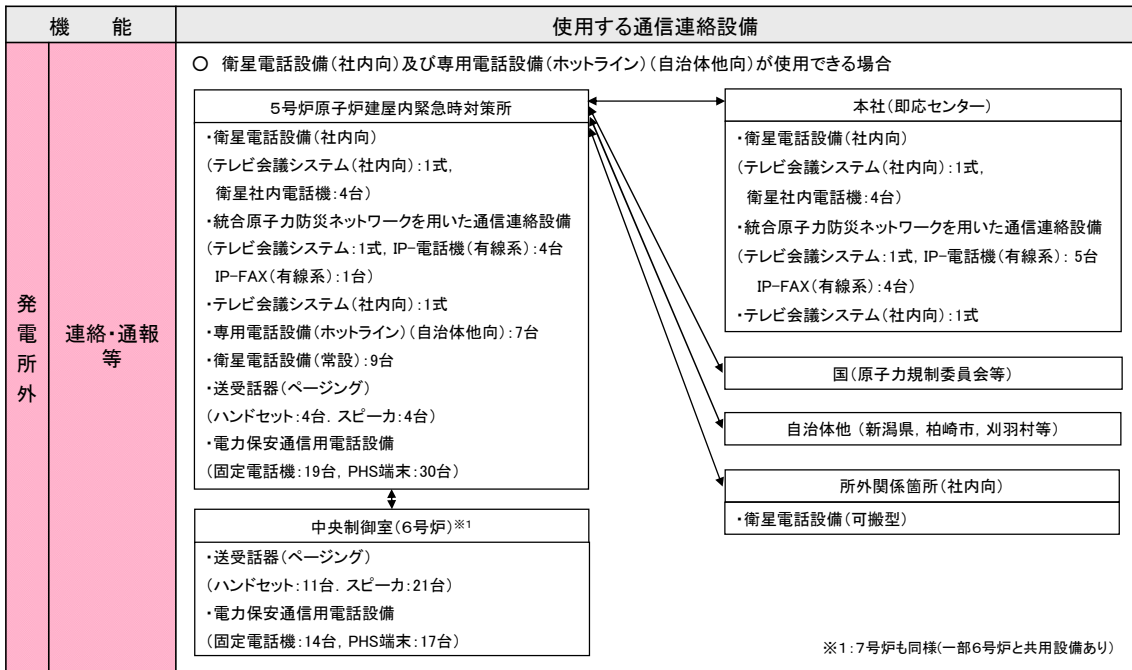 機　能
使用する通信連絡設備
発電所外
連絡・通報
等
○ 衛星電話設備(社内向)及び専用電話設備(ホットライン)(自治体他向)が使用できる場合
5号炉原子炉建屋内緊急時対策所
・衛星電話設備(社内向)
(テレビ会議システム(社内向):1式,
衛星社内電話機:4台)
・統合原子力防災ネットワークを用いた通信連絡設備
(テレビ会議システム:1式, IP-電話機(有線系):4台
IP-FAX(有線系):1台)
・テレビ会議システム(社内向):1式
・専用電話設備(ホットライン)(自治体他向):7台
・衛星電話設備(常設):9台
・送受話器(ページング)
(ハンドセット:4台. スピーカ:4台)
・電力保安通信用電話設備
(固定電話機:19台, PHS端末:30台)
中央制御室(6号炉)※1
・送受話器(ページング)
(ハンドセット:11台. スピーカ:21台)
・電力保安通信用電話設備
(固定電話機:14台, PHS端末:17台)
本社(即応センター)
・衛星電話設備(社内向)
(テレビ会議システム(社内向):1式,
衛星社内電話機:4台)
・統合原子力防災ネットワークを用いた通信連絡設備
(テレビ会議システム:1式, IP-電話機(有線系): 5台
IP-FAX(有線系):4台)
・テレビ会議システム(社内向):1式
国(原子力規制委員会等)
自治体他 (新潟県, 柏崎市, 刈羽村等)
所外関係箇所(社内向)
・衛星電話設備(可搬型)
※1:7号炉も同様(一部6号炉と共用設備あり)